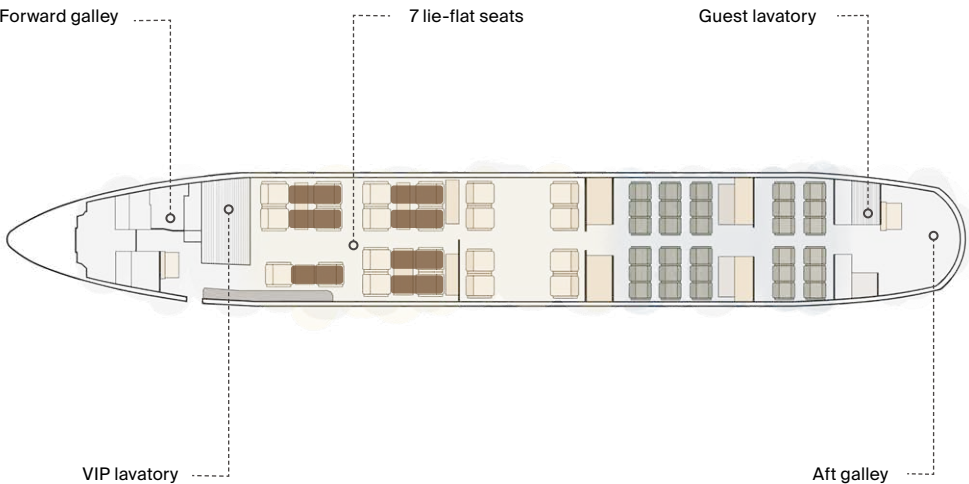 Forward galley
7 lie-flat seats
Guest lavatory
VIP lavatory
Aft galley